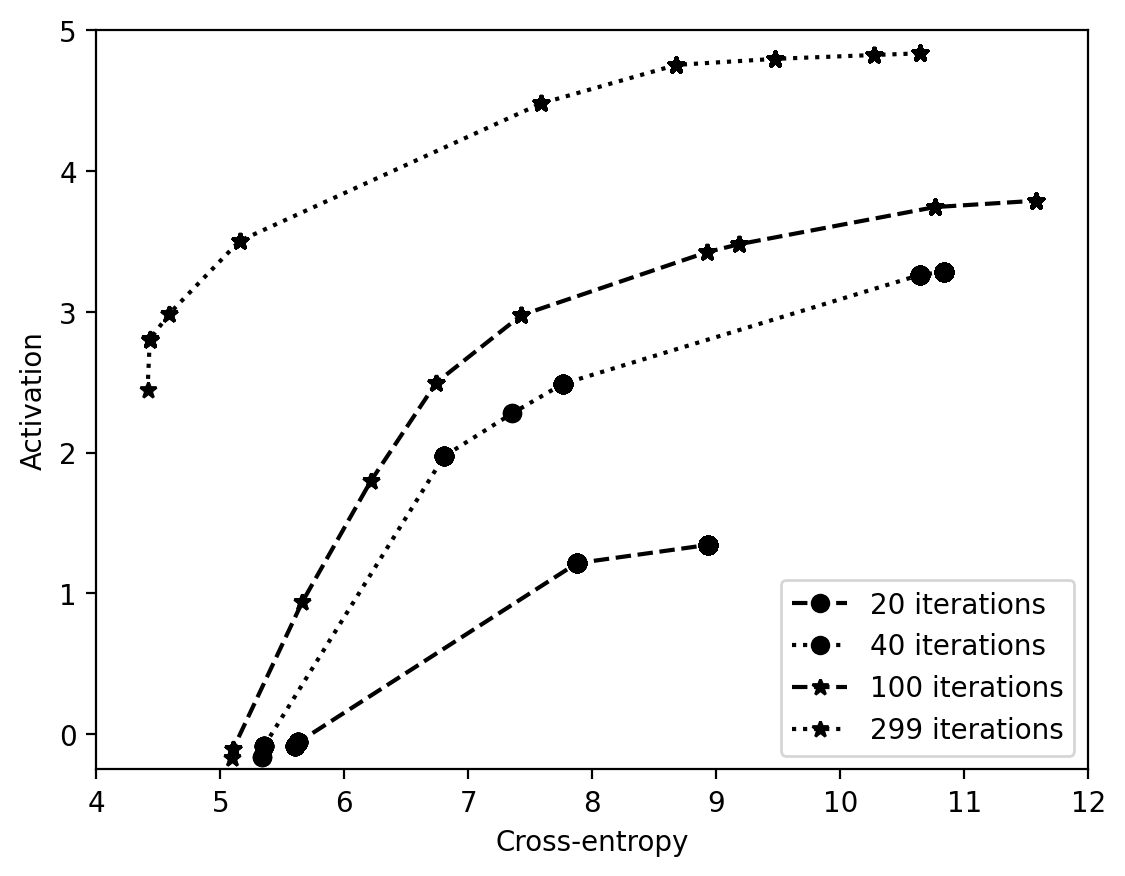 5
4
3
2
1
0
Activation
4 5 6 7 8 9 10 11 12
Cross-entropy
20 iterations
40 iterations
100 iterations
299 iterations